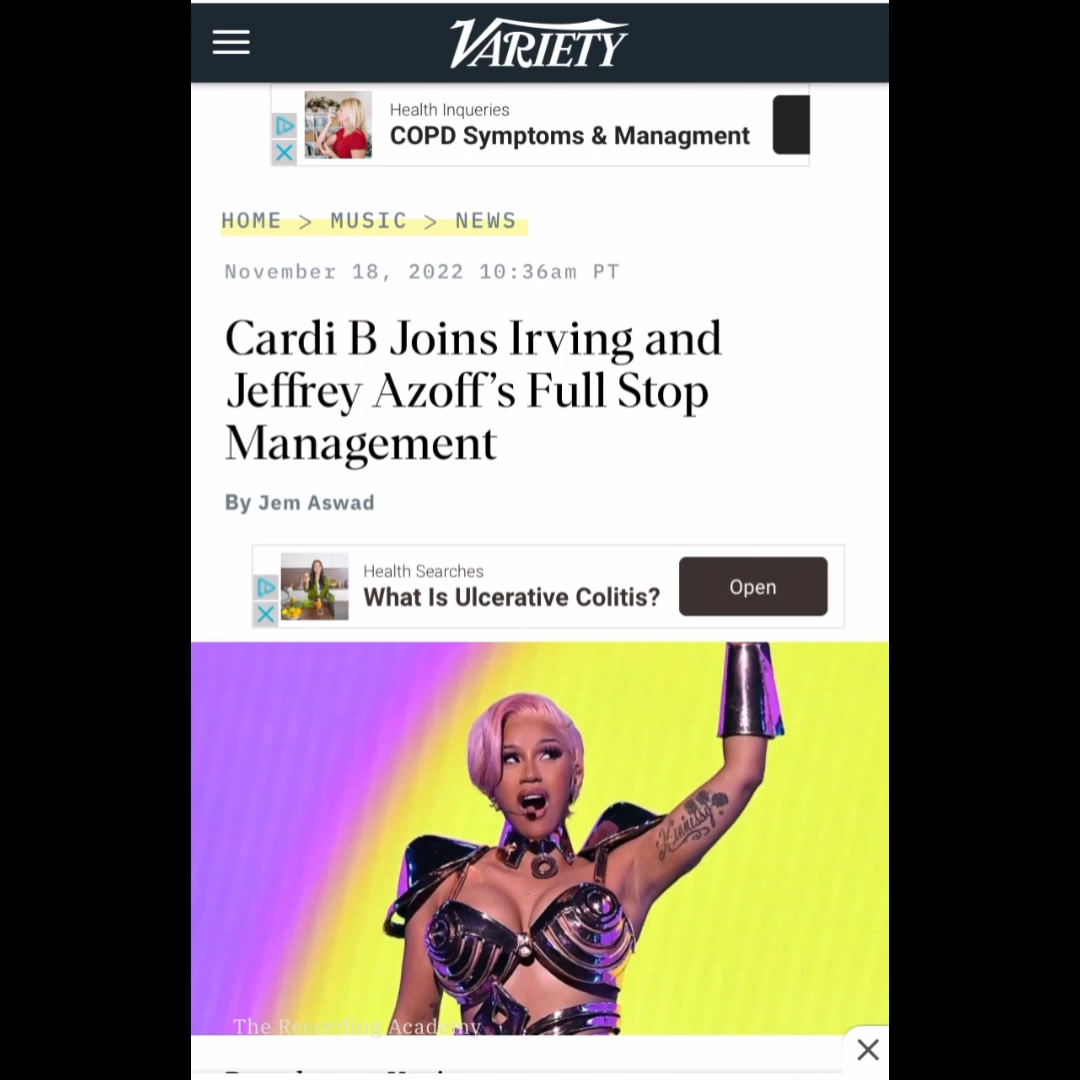 VARIETY
Health Inqueries
COPD Symptoms & Managment
HOME > MUSIC > NEWS
November 18, 2022 10:36am PT
Cardi B Joins Irving and
Jeffrey Azoff’s Full Stop
Management
By Jem Aswad
Health Searches
What Is Ulcerative Colitis?
Open
The Recording Academy